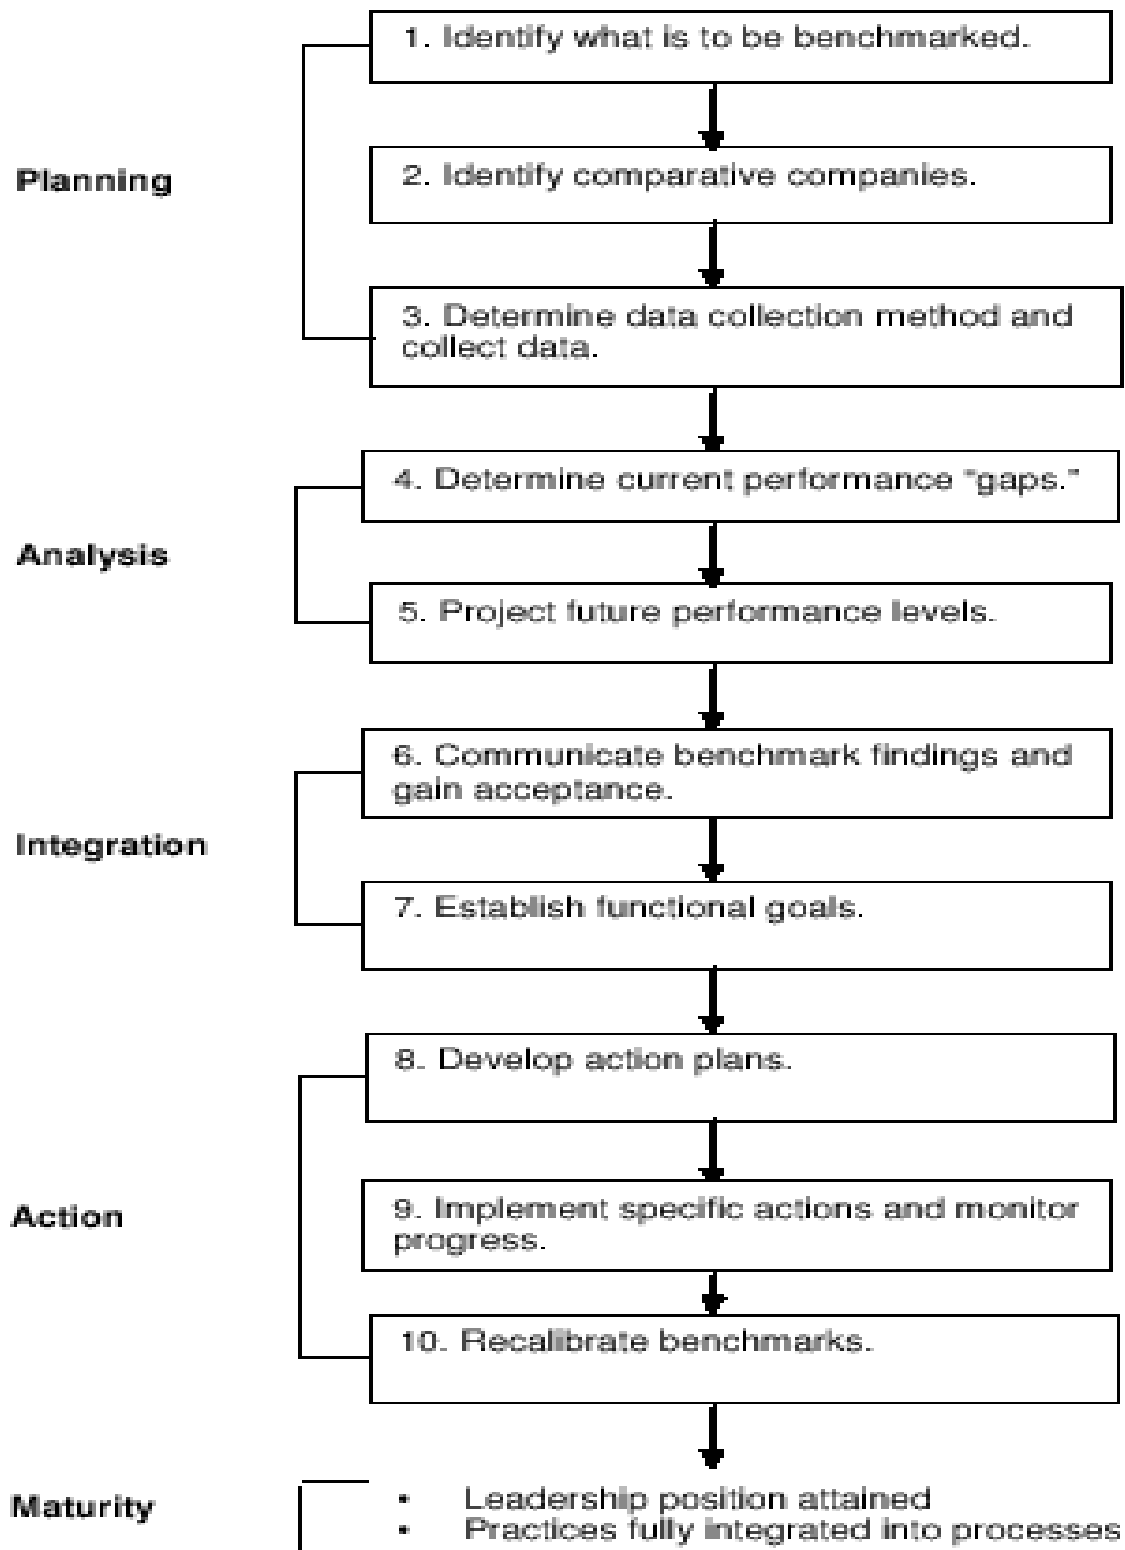 1. Identify what is to be benchmarked.
Planning
2. Identify comparative companies.
3. Determine data collection method and
collect data.
4. Determine current performance "gaps."
Analysis
5. Project future performance levels.
6. Communicate benchmark findings and
gain acceptance.
Integration
7. Establish functional goals.
8. Develop action plans.
Action
9. Implement specific actions and monitor
progress.
10. Recalibrate benchmarks.
Maturity
• Leadership position attained
• Practices fully integrated into processes